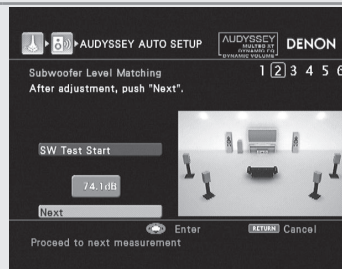 AUDYSSEY AUTO SETUP
AUDYSSEY
MULTEQ XT
DYNAMIC EQ
DYNAMIC VOLUME
DENON
Subwoofer Level Matching
1 2 3 4 5 6
After adjustment, push "Next".
SW Test Start
74.1dB
Next
Enter
RETURN Cancel
Proceed to next measurement